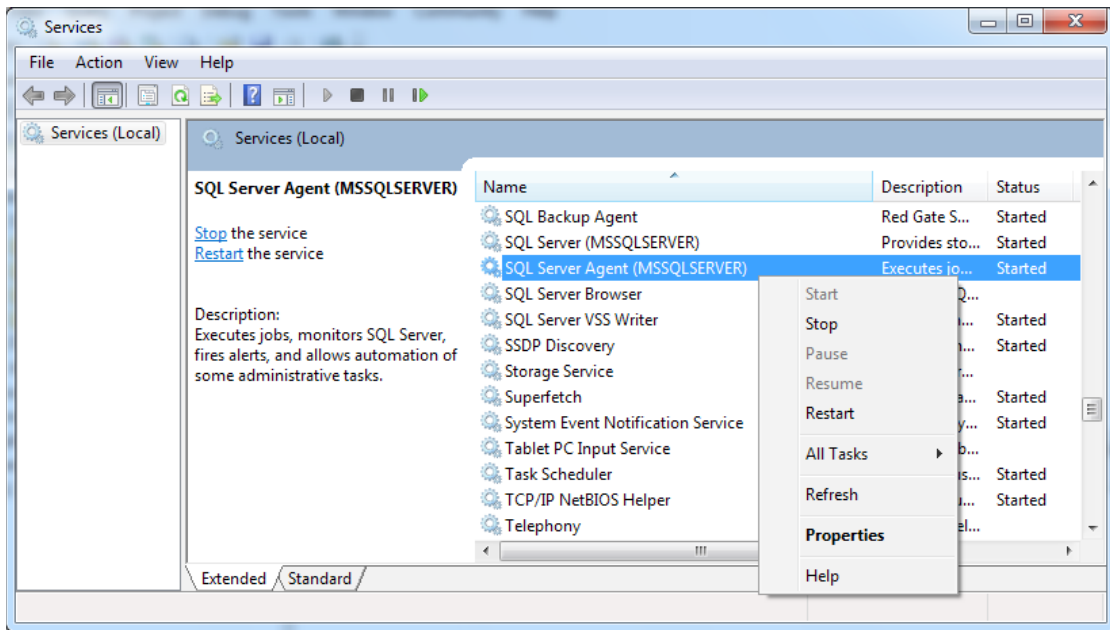 Services
File Action View Help
Services (Local)
Services (Local)
SQL Server Agent (MSSQLSERVER)
Stop the service
Restart the service
Description:
Executes jobs, monitors SQL Server,
fires alerts, and allows automation of
some administrative tasks.
Name Description Status
SQL Backup Agent Red Gate S... Started
SQL Server (MSSQLSERVER) Provides sto... Started
SQL Server Agent (MSSQLSERVER) Executes jo... Started
SQL Server Browser
SQL Server VSS Writer Started
SSDP Discovery Started
Storage Service
Superfetch Started
System Event Notification Service Started
Tablet PC Input Service
Task Scheduler Started
TCP/IP NetBIOS Helper Started
Telephony
Start
Stop
Pause
Resume
Restart
All Tasks
Refresh
Properties
Help
Extended Standard